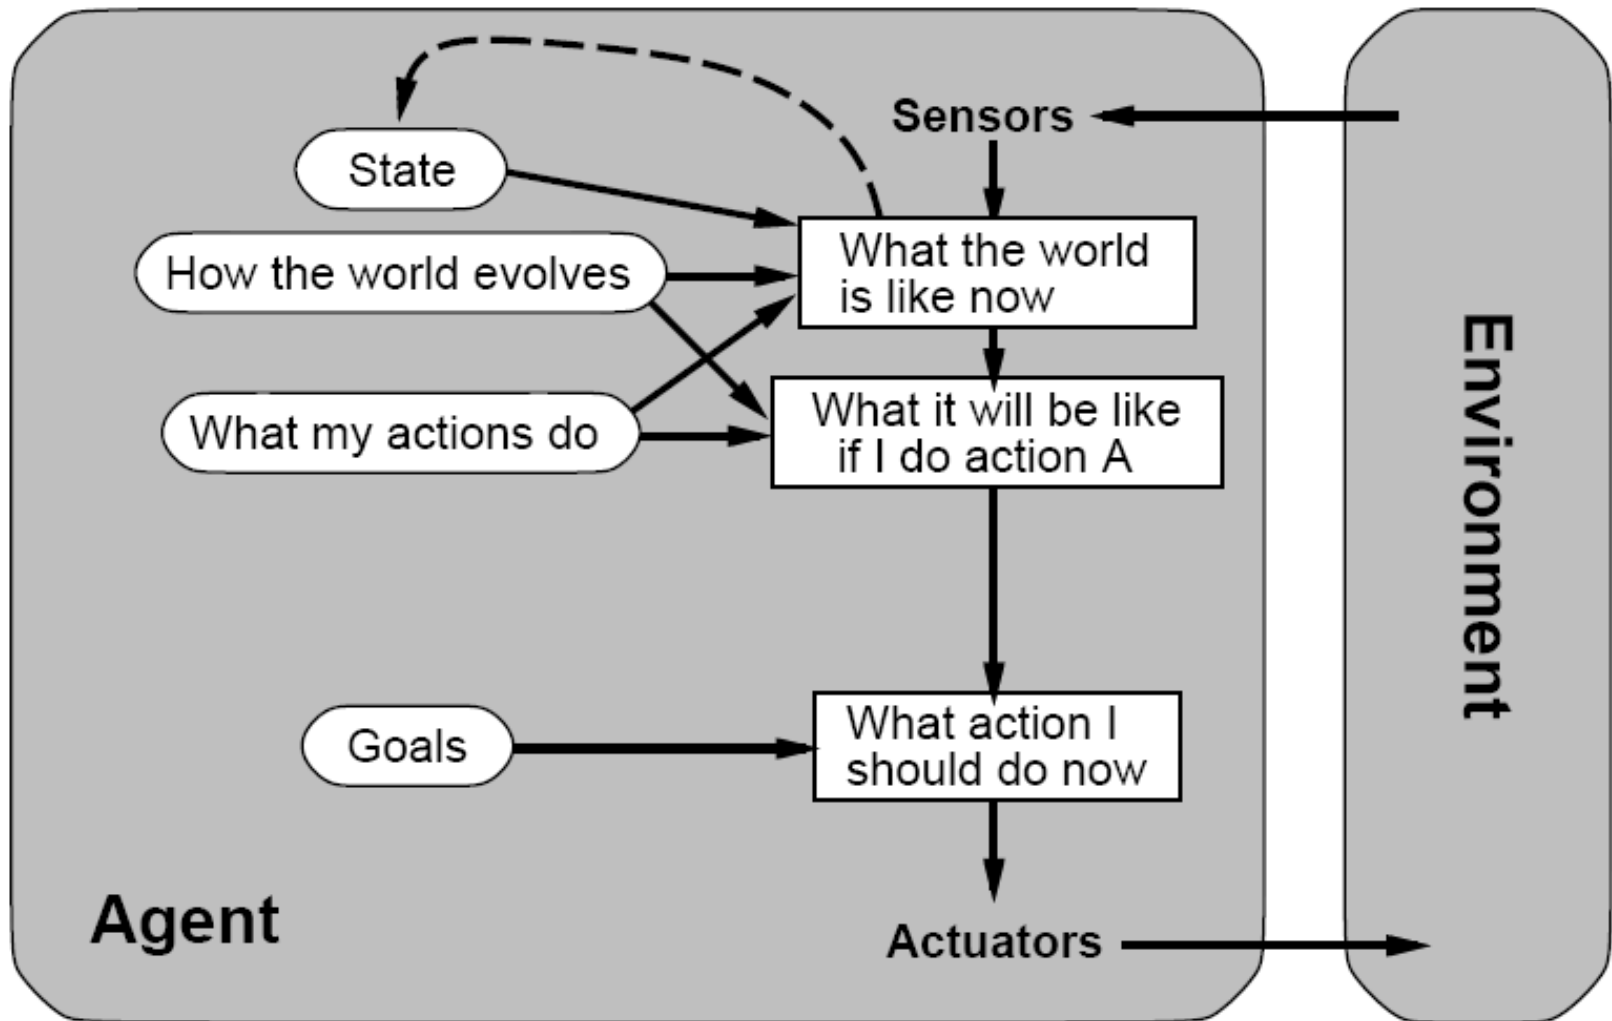 Sensors
State
What the world
is like now
How the world evolves
What it will be like
if I do action A
What my actions do
Environment
What action I
should do now
Goals
Agent
Actuators